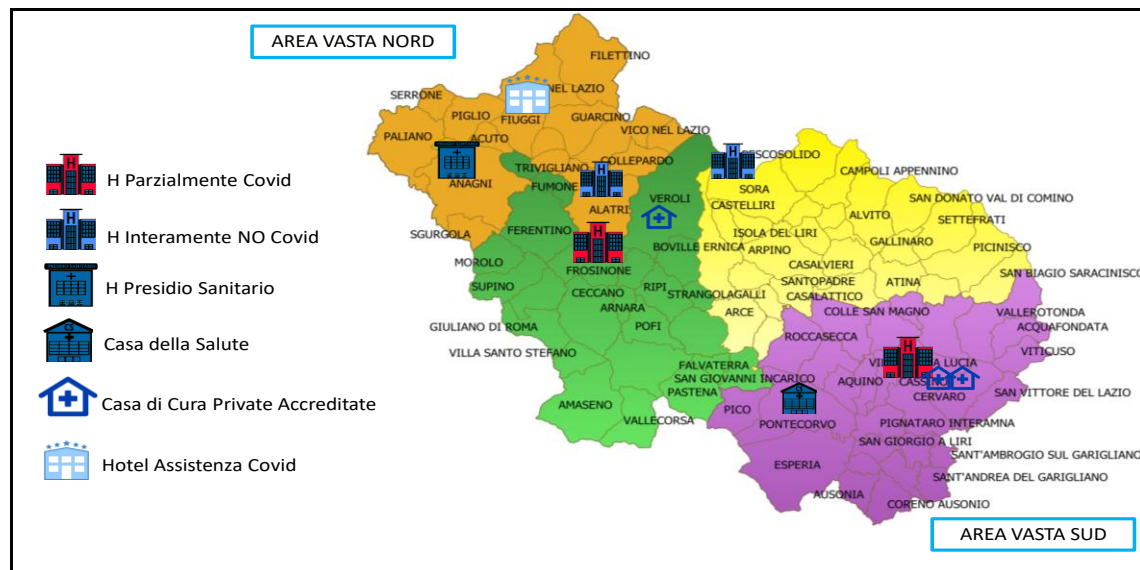 AREA VASTA NORD
FILETTINO
NEL LAZIO
SERRONE
PIGLIO
FIUGGI
GUARCINO
PALIANO
ACUTO
VICO NEL LAZIO
TRIVIGLIANO
COLLEPARDO
PESCOSOLIDO
H
H Parzialmente Covid
ANAGNI
FUMONE
VEROLI
SORA
CAMPOLI APPENNINO
CASTELLIRI
SAN DONATO VAL DI COMINO
ALATRI
ALVITO
SETTEFRATI
H
H Interamente NO Covid
SGURGOLA
FERENTINO
ISOLA DEL LIRI
BOVILLE ERNICA
ARPINO
GALLINARO
PICINISCO
MOROLO
FROSINONE
CASALVIERI
SAN BIAGIO SARACINISCO
H Presidio Sanitario
SUPINO
CECCANO
RIPI
STRANGOLAGALLI
SANTOPADRE
ATINA
CASALATTICO
ARNARA
ARCE
COLLE SAN MAGNO
VALLEROTONDA
GIULIANO DI ROMA
POFI
ACQUAFONDATA
ROCCASECCA
CS
Casa della Salute
VILLA SANTO STEFANO
VITICUSO
FALVATERRA
LUCIA
SAN GIOVANNI INCARICO
AQUINO
CASSINO
PASTENA
CERVARO
SAN VITTORE DEL LAZIO
Casa di Cura Private Accreditate
AMASENO
PICO
VALLECORSA
PONTECORVO
PIGNATARO INTERAMNA
SAN GIORGIO A LIRI
SANT'AMBROGIO SUL GARIGLIANO
Hotel Assistenza Covid
ESPERIA
SANT'ANDREA DEL GARIGLIANO
AUSONIA
CORENO AUSONIO
AREA VASTA SUD